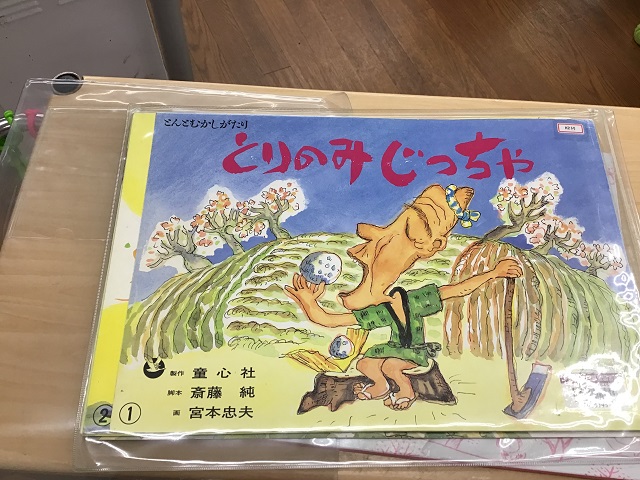 とんとむかしがたり
とりのみじっちゃ
製作 童心社
脚本 斎藤 純
画 宮本忠夫
② ①